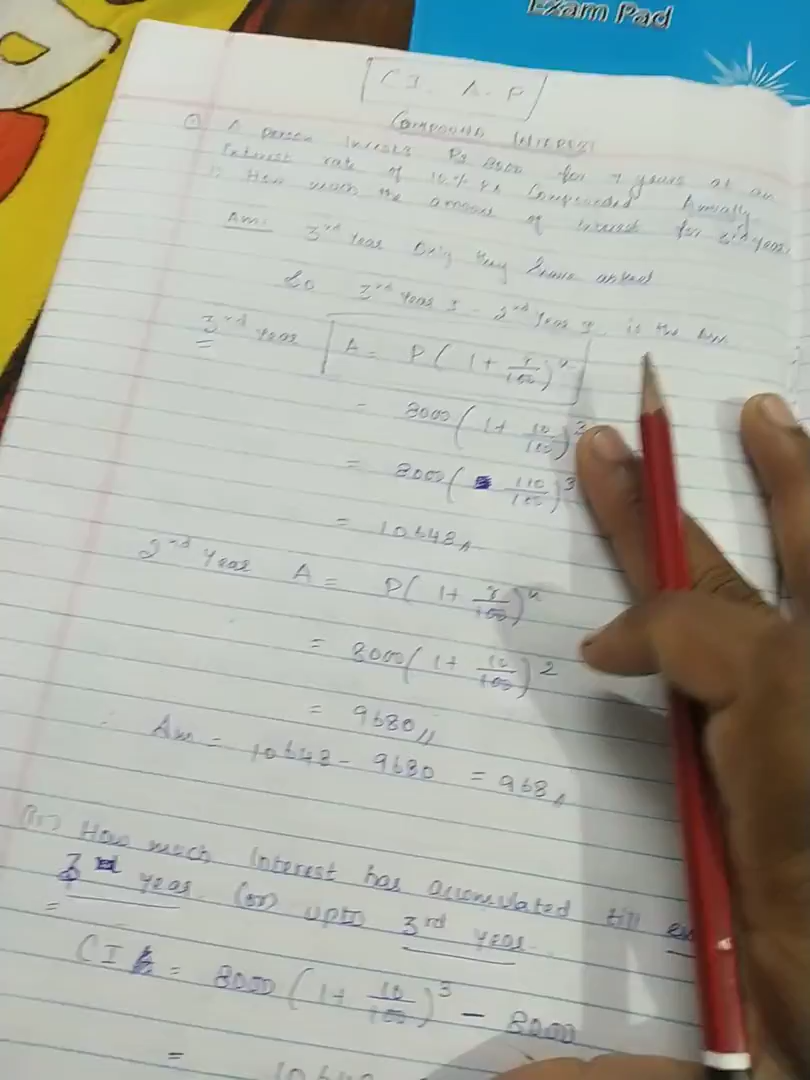 Exam Pad
CI. A-P
COMPOUND INTEREST
A person invests Rs 8000 for 7 years at an
Interest rate of 10% Compounded Annually.
How much the amount of interest for 3rd year.
Ans: 3rd Year Only they have asked
So 3rd Year I - 2nd Year I is the Ans
3rd Year A = P(1 + r/100)^n
= 8000(1 + 10/100)^3
= 8000(110/100)^3
= 10648
2nd Year A = P(1 + r/100)^n
= 8000(1 + 10/100)^2
= 9680//
∴ Ans = 10648 - 9680 = 968
(ii) How much Interest has accumulated till
3rd year (or) upto 3rd year.
CI = 8000(1 + 10/100)^3 - 8000
= 10648